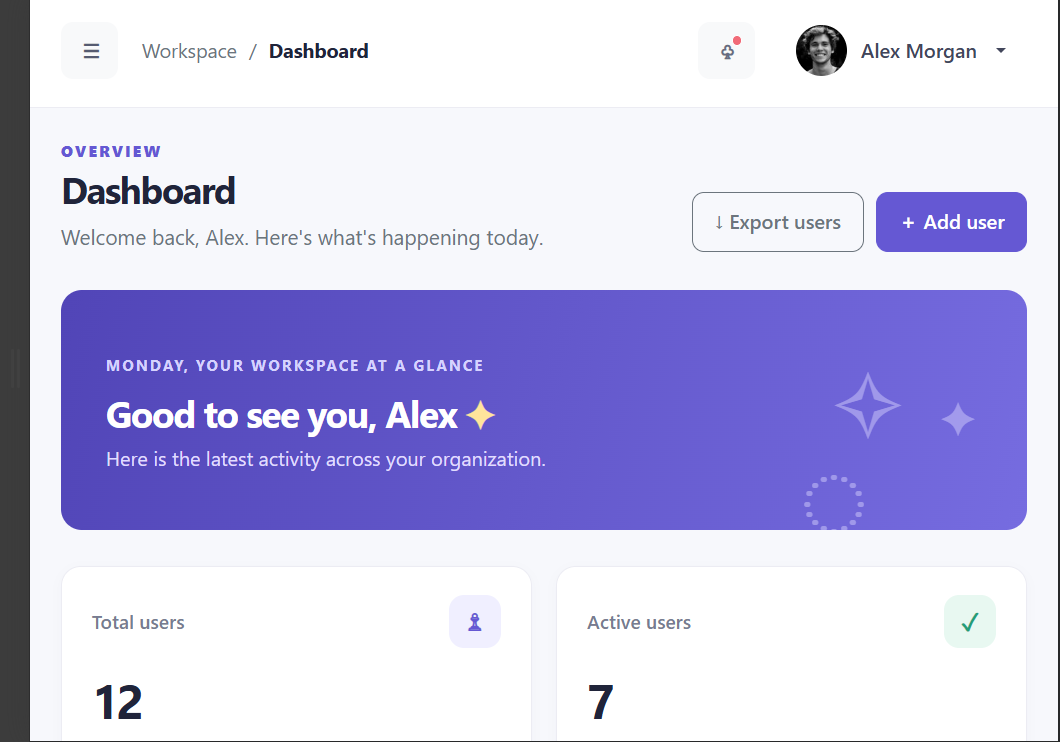 Workspace / Dashboard
Alex Morgan
OVERVIEW
Dashboard
Welcome back, Alex. Here's what's happening today.
↓ Export users
+ Add user
MONDAY, YOUR WORKSPACE AT A GLANCE
Good to see you, Alex
Here is the latest activity across your organization.
Total users
Active users
12
7